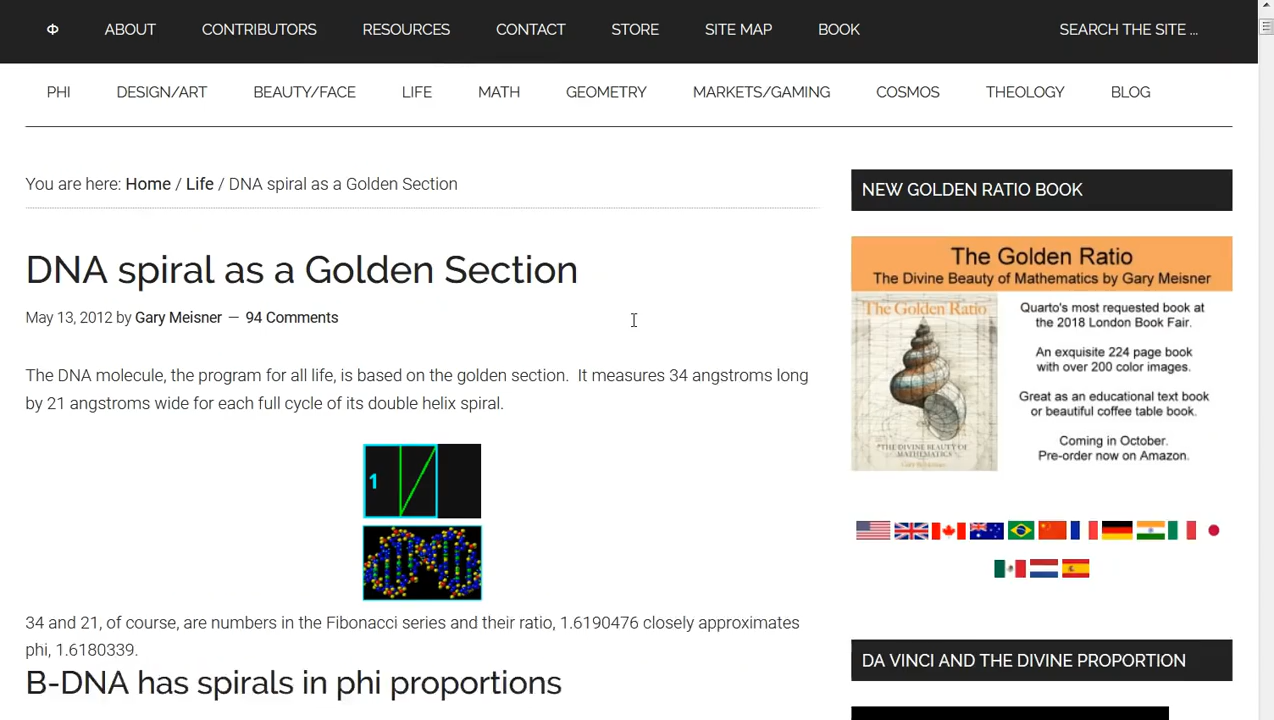 Φ ABOUT CONTRIBUTORS RESOURCES CONTACT STORE SITE MAP BOOK SEARCH THE SITE ...
PHI DESIGN/ART BEAUTY/FACE LIFE MATH GEOMETRY MARKETS/GAMING COSMOS THEOLOGY BLOG
You are here: Home / Life / DNA spiral as a Golden Section
DNA spiral as a Golden Section
May 13, 2012 by Gary Meisner — 94 Comments
The DNA molecule, the program for all life, is based on the golden section. It measures 34 angstroms long
by 21 angstroms wide for each full cycle of its double helix spiral.
1
34 and 21, of course, are numbers in the Fibonacci series and their ratio, 1.6190476 closely approximates
phi, 1.6180339.
B-DNA has spirals in phi proportions
NEW GOLDEN RATIO BOOK
The Golden Ratio
The Divine Beauty of Mathematics by Gary Meisner
The Golden Ratio
THE DIVINE BEAUTY OF
MATHEMATICS
Quarto's most requested book at
the 2018 London Book Fair.
An exquisite 224 page book
with over 200 color images.
Great as an educational text book
or beautiful coffee table book.
Coming in October.
Pre-order now on Amazon.
DA VINCI AND THE DIVINE PROPORTION